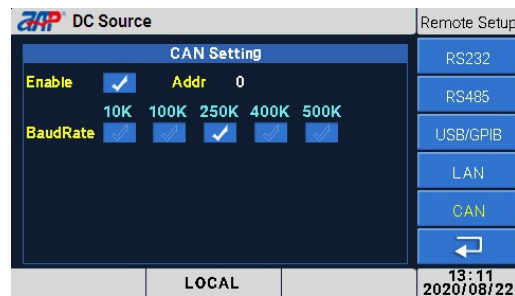 AMP DC Source
Remote Setup
CAN Setting
Enable Addr 0
10K 100K 250K 400K 500K
BaudRate
RS232
RS485
USB/GPIB
LAN
CAN
LOCAL
13:11
2020/08/22